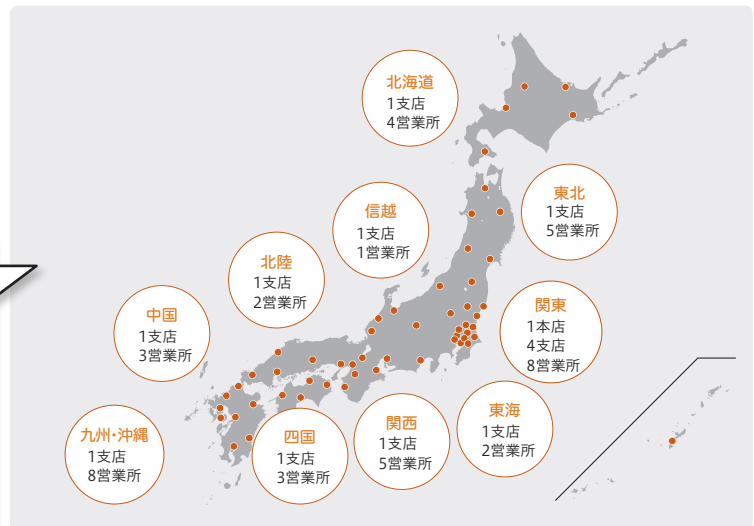 北海道
1支店
4営業所
東北
1支店
5営業所
信越
1支店
1営業所
北陸
1支店
2営業所
関東
1本店
4支店
8営業所
中国
1支店
3営業所
東海
1支店
2営業所
関西
1支店
5営業所
四国
1支店
3営業所
九州・沖縄
1支店
8営業所